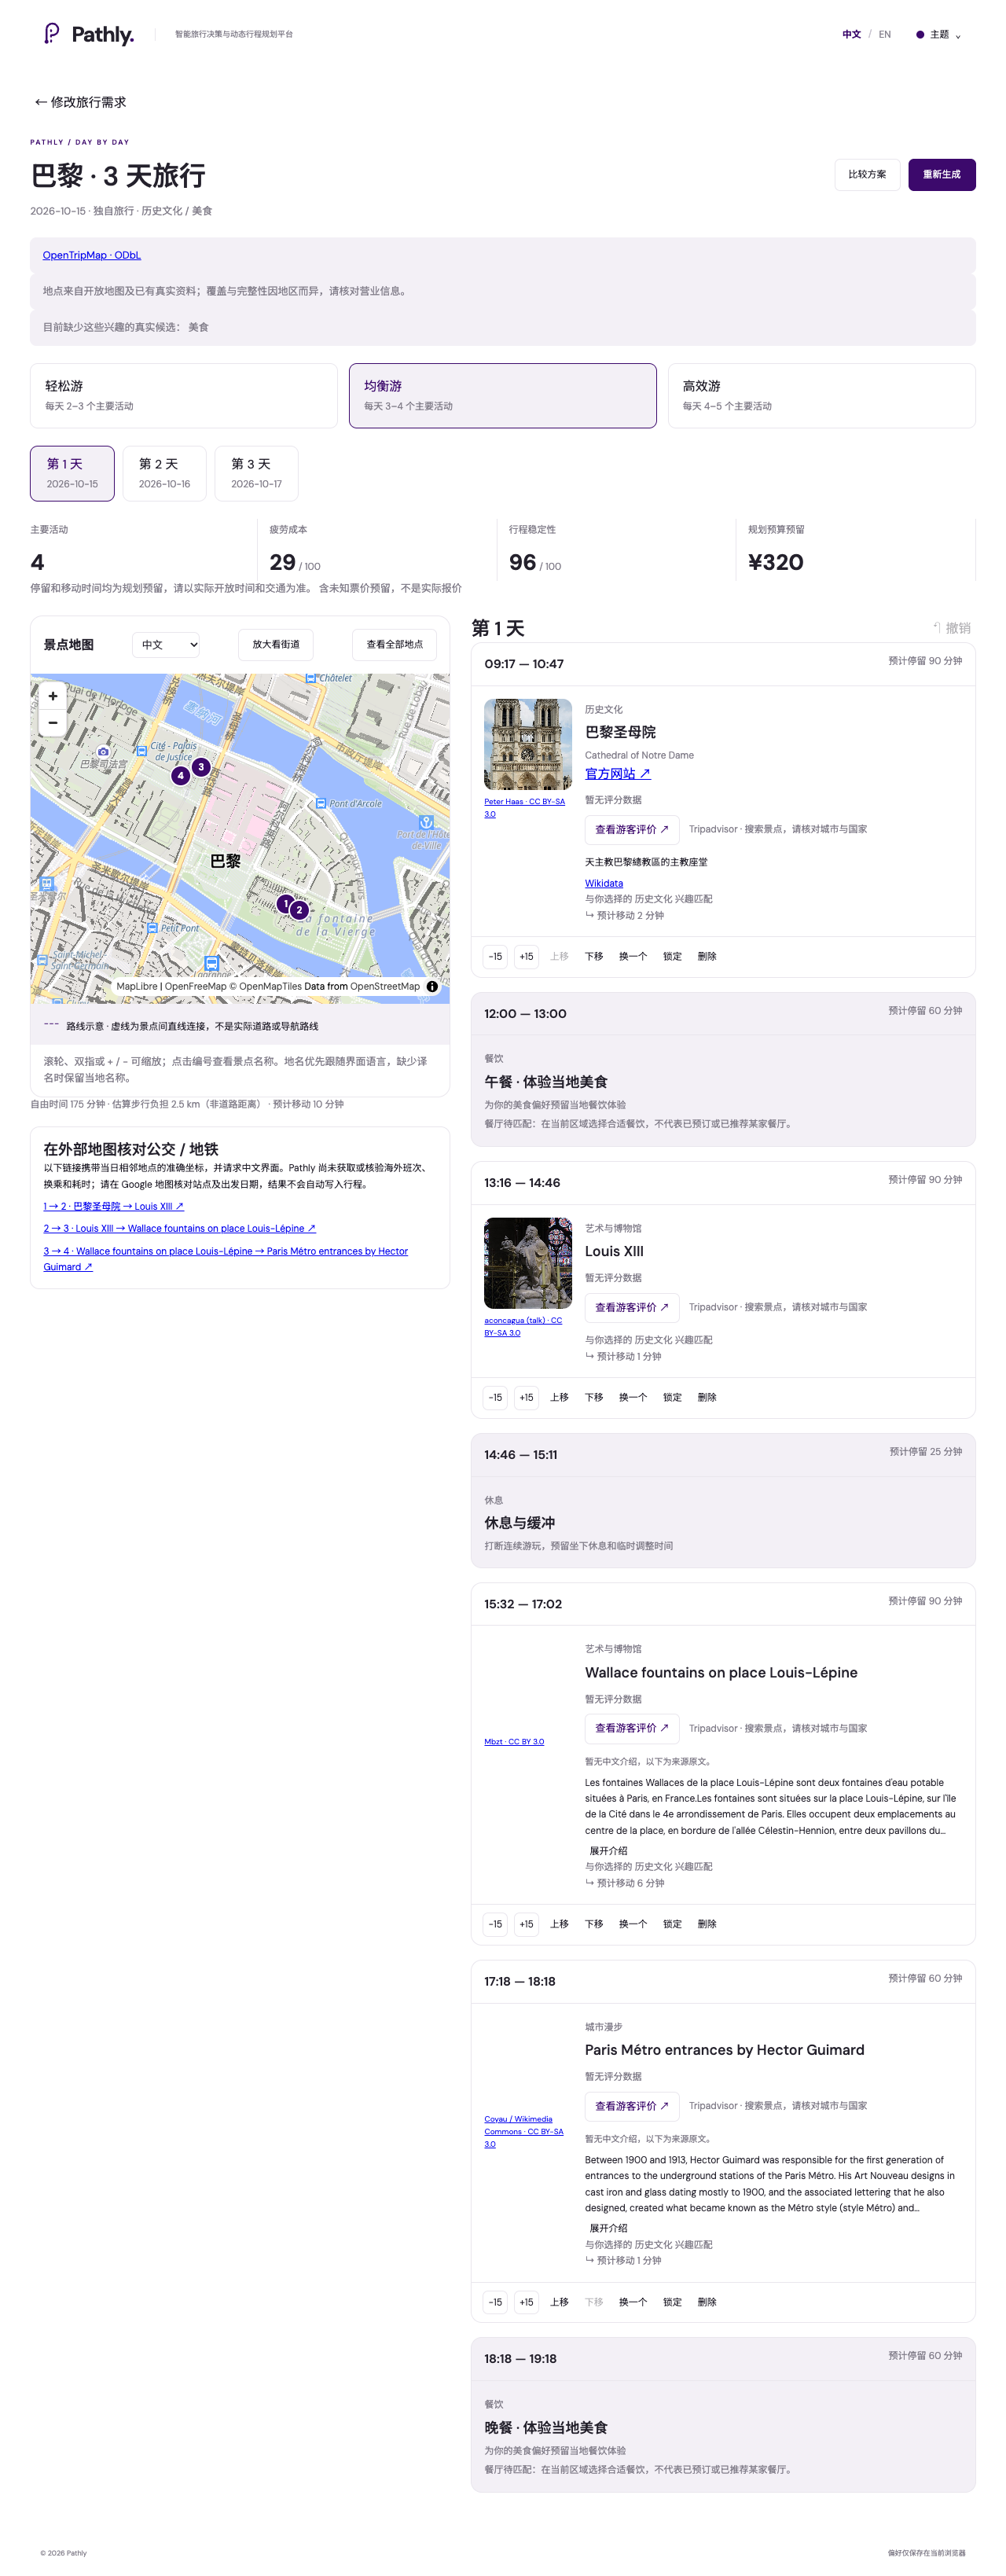 Pathly.
智能旅行决策与动态行程规划平台
中文 / EN
主题
← 修改旅行需求
PATHLY / DAY BY DAY
巴黎 · 3 天旅行
比较方案
重新生成
2026-10-15 · 独自旅行 · 历史文化 / 美食
OpenTripMap · ODbL
地点来自开放地图及已有真实资料；覆盖与完整性因地区而异，请核对营业信息。
目前缺少这些兴趣的真实候选： 美食
轻松游
每天 2–3 个主要活动
均衡游
每天 3–4 个主要活动
高效游
每天 4–5 个主要活动
第 1 天
2026-10-15
第 2 天
2026-10-16
第 3 天
2026-10-17
主要活动
4
疲劳成本
29 / 100
行程稳定性
96 / 100
规划预算预留
¥320
停留和移动时间均为规划预留，请以实际开放时间和交通为准。 含未知票价预留，不是实际报价
景点地图
中文
放大看街道
查看全部地点
+
−
Châtelet
Cité - Palais
de Justice
巴黎司法宫
4
3
Pont d'Arcole
Port de l'Hôtel
de-Ville
巴黎
1
2
la fontaine
de la Vierge
Petit Pont
Saint-Michel -
Saint-Germain
MapLibre | OpenFreeMap © OpenMapTiles Data from OpenStreetMap
--- 路线示意 · 虚线为景点间直线连接，不是实际道路或导航路线
滚轮、双指或 + / − 可缩放；点击编号查看景点名称。地名优先跟随界面语言，缺少译
名时保留当地名称。
自由时间 175 分钟 · 估算步行负担 2.5 km（非道路距离） · 预计移动 10 分钟
在外部地图核对公交 / 地铁
以下链接携带当日相邻地点的准确坐标，并请求中文界面。Pathly 尚未获取或核验海外班次、
换乘和耗时；请在 Google 地图核对站点及出发日期，结果不会自动写入行程。
1 → 2 · 巴黎圣母院 → Louis XIII ↗
2 → 3 · Louis XIII → Wallace fountains on place Louis-Lépine ↗
3 → 4 · Wallace fountains on place Louis-Lépine → Paris Métro entrances by Hector
Guimard ↗
第 1 天
撤销
09:17 — 10:47
预计停留 90 分钟
Peter Haas · CC BY-SA
3.0
历史文化
巴黎圣母院
Cathedral of Notre Dame
官方网站 ↗
暂无评分数据
查看游客评价 ↗
Tripadvisor · 搜索景点，请核对城市与国家
天主教巴黎總教區的主教座堂
Wikidata
与你选择的 历史文化 兴趣匹配
↳ 预计移动 2 分钟
−15 +15 上移 下移 换一个 锁定 删除
12:00 — 13:00
预计停留 60 分钟
餐饮
午餐 · 体验当地美食
为你的美食偏好预留当地餐饮体验
餐厅待匹配：在当前区域选择合适餐饮，不代表已预订或已推荐某家餐厅。
13:16 — 14:46
预计停留 90 分钟
aconcagua (talk) · CC
BY-SA 3.0
艺术与博物馆
Louis XIII
暂无评分数据
查看游客评价 ↗
Tripadvisor · 搜索景点，请核对城市与国家
与你选择的 历史文化 兴趣匹配
↳ 预计移动 1 分钟
−15 +15 上移 下移 换一个 锁定 删除
14:46 — 15:11
预计停留 25 分钟
休息
休息与缓冲
打断连续游玩，预留坐下休息和临时调整时间
15:32 — 17:02
预计停留 90 分钟
Mbzt · CC BY 3.0
艺术与博物馆
Wallace fountains on place Louis-Lépine
暂无评分数据
查看游客评价 ↗
Tripadvisor · 搜索景点，请核对城市与国家
暂无中文介绍，以下为来源原文。
Les fontaines Wallaces de la place Louis-Lépine sont deux fontaines d'eau potable
situées à Paris, en France.Les fontaines sont situées sur la place Louis-Lépine, sur l'île
de la Cité dans le 4e arrondissement de Paris. Elles occupent deux emplacements au
centre de la place, en bordure de l'allée Célestin-Hennion, entre deux pavillons du…
展开介绍
与你选择的 历史文化 兴趣匹配
↳ 预计移动 6 分钟
−15 +15 上移 下移 换一个 锁定 删除
17:18 — 18:18
预计停留 60 分钟
Coyau / Wikimedia
Commons · CC BY-SA
3.0
城市漫步
Paris Métro entrances by Hector Guimard
暂无评分数据
查看游客评价 ↗
Tripadvisor · 搜索景点，请核对城市与国家
暂无中文介绍，以下为来源原文。
Between 1900 and 1913, Hector Guimard was responsible for the first generation of
entrances to the underground stations of the Paris Métro. His Art Nouveau designs in
cast iron and glass dating mostly to 1900, and the associated lettering that he also
designed, created what became known as the Métro style (style Métro) and…
展开介绍
与你选择的 历史文化 兴趣匹配
↳ 预计移动 1 分钟
−15 +15 上移 下移 换一个 锁定 删除
18:18 — 19:18
预计停留 60 分钟
餐饮
晚餐 · 体验当地美食
为你的美食偏好预留当地餐饮体验
餐厅待匹配：在当前区域选择合适餐饮，不代表已预订或已推荐某家餐厅。
© 2026 Pathly
偏好仅保存在当前浏览器